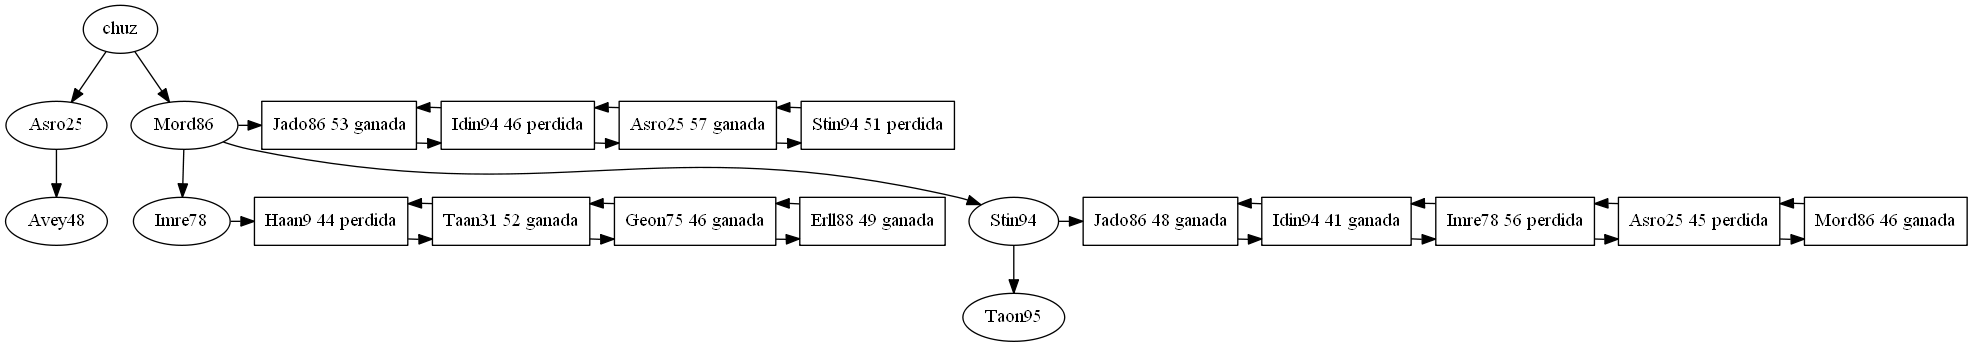 chuz
Asro25
Mord86
Jado86 53 ganada
Idin94 46 perdida
Asro25 57 ganada
Stin94 51 perdida
Avey48
Imre78
Haan9 44 perdida
Taan31 52 ganada
Geon75 46 ganada
Erll88 49 ganada
Stin94
Jado86 48 ganada
Idin94 41 ganada
Imre78 56 perdida
Asro25 45 perdida
Mord86 46 ganada
Taon95